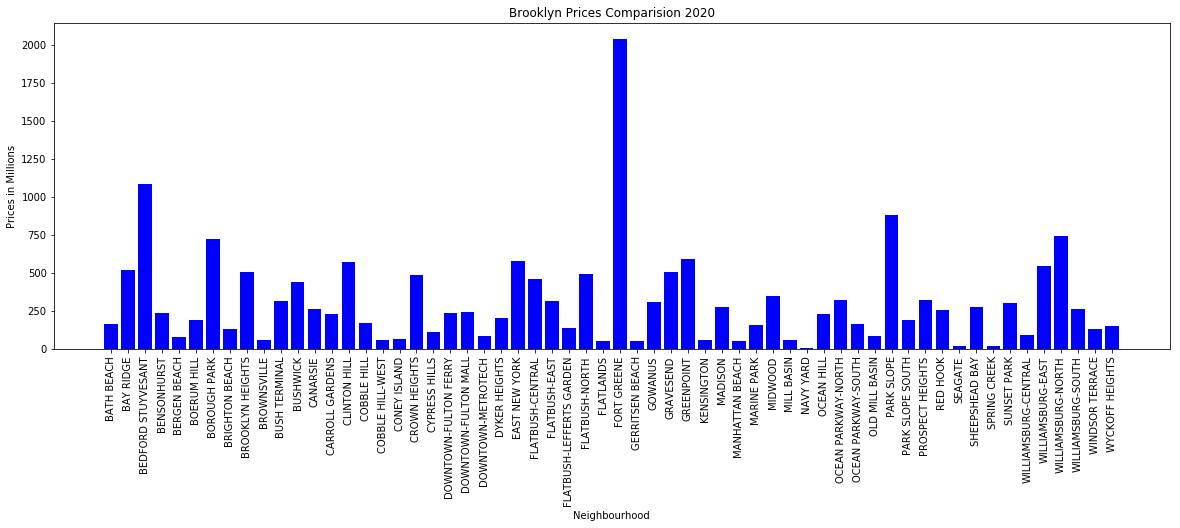 Brooklyn Prices Comparision 2020
Prices in Millions
2000
1750
1500
1250
1000
750
500
250
0
BATH BEACH
BAY RIDGE
BEDFORD STUYVESANT
BENSONHURST
BERGEN BEACH
BOERUM HILL
BOROUGH PARK
BRIGHTON BEACH
BROOKLYN HEIGHTS
BROWNSVILLE
BUSH TERMINAL
BUSHWICK
CANARSIE
CARROLL GARDENS
CLINTON HILL
COBBLE HILL
COBBLE HILL-WEST
CONEY ISLAND
CROWN HEIGHTS
CYPRESS HILLS
DOWNTOWN-FULTON FERRY
DOWNTOWN-FULTON MALL
DOWNTOWN-METROTECH
DYKER HEIGHTS
EAST NEW YORK
FLATBUSH-CENTRAL
FLATBUSH-EAST
FLATBUSH-LEFFERTS GARDEN
FLATBUSH-NORTH
FLATLANDS
FORT GREENE
GERRITSEN BEACH
GOWANUS
GRAVESEND
GREENPOINT
KENSINGTON
MADISON
MANHATTAN BEACH
MARINE PARK
MIDWOOD
MILL BASIN
NAVY YARD
OCEAN HILL
OCEAN PARKWAY-NORTH
OCEAN PARKWAY-SOUTH
OLD MILL BASIN
PARK SLOPE
PARK SLOPE SOUTH
PROSPECT HEIGHTS
RED HOOK
SEAGATE
SHEEPSHEAD BAY
SPRING CREEK
SUNSET PARK
WILLIAMSBURG-CENTRAL
WILLIAMSBURG-EAST
WILLIAMSBURG-NORTH
WILLIAMSBURG-SOUTH
WINDSOR TERRACE
WYCKOFF HEIGHTS
Neighbourhood